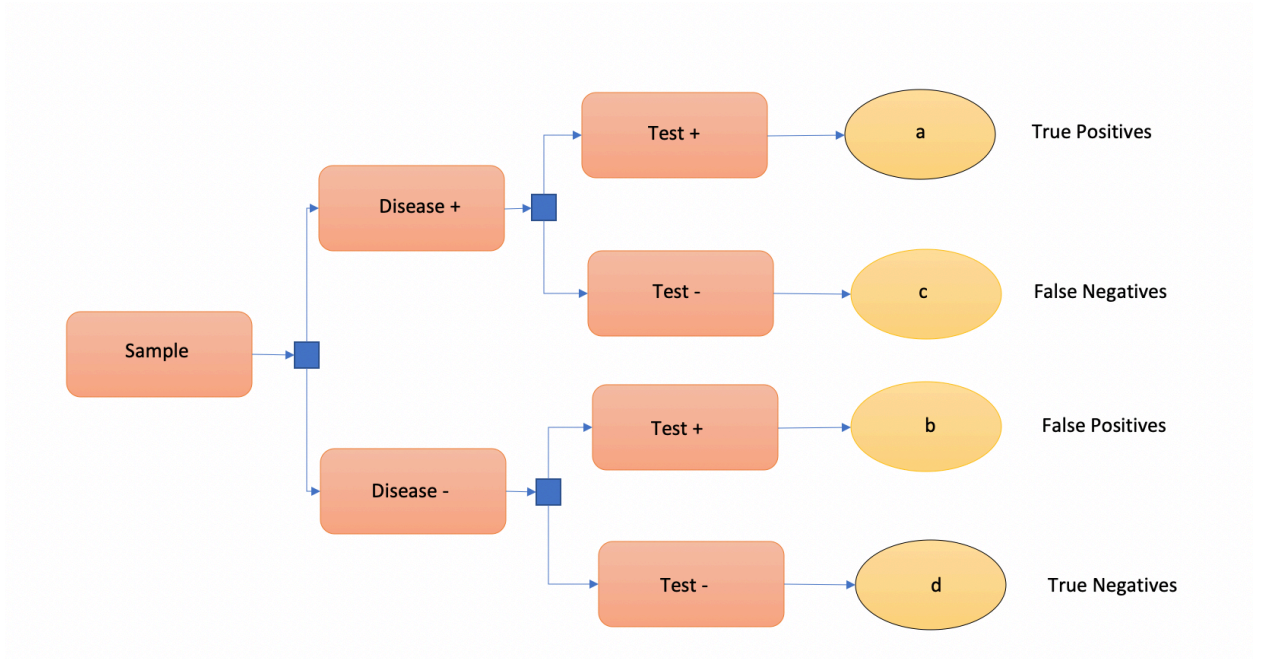 Test +
a
True Positives
Disease +
Test -
c
False Negatives
Sample
Test +
b
False Positives
Disease -
Test -
d
True Negatives